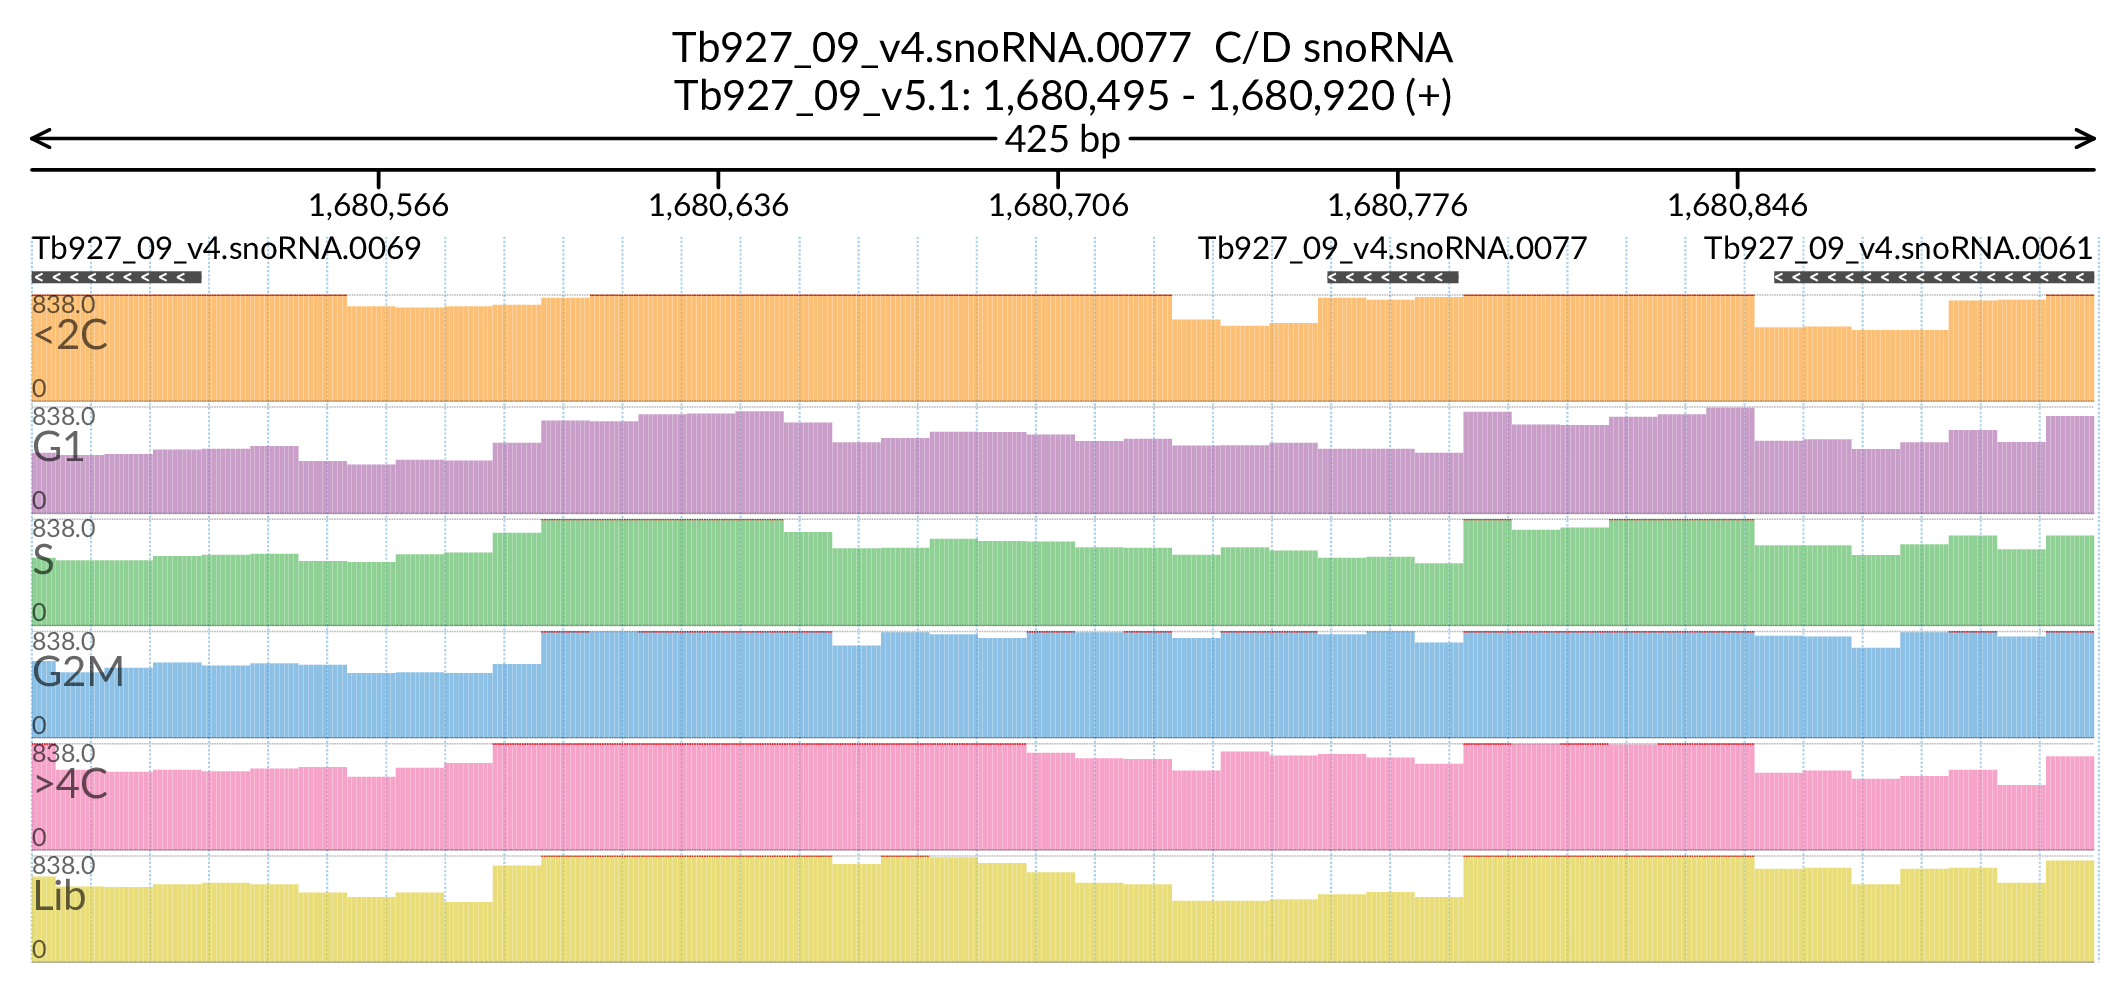 Tb927_09_v4.snoRNA.0077 C/D snoRNA
Tb927_09_v5.1: 1,680,495 - 1,680,920 (+)
425 bp
1,680,566 1,680,636 1,680,706 1,680,776 1,680,846
Tb927_09_v4.snoRNA.0069 Tb927_09_v4.snoRNA.0077 Tb927_09_v4.snoRNA.0061
838.0
<2C
0
838.0
G1
0
838.0
S
0
838.0
G2M
0
838.0
>4C
0
838.0
Lib
0